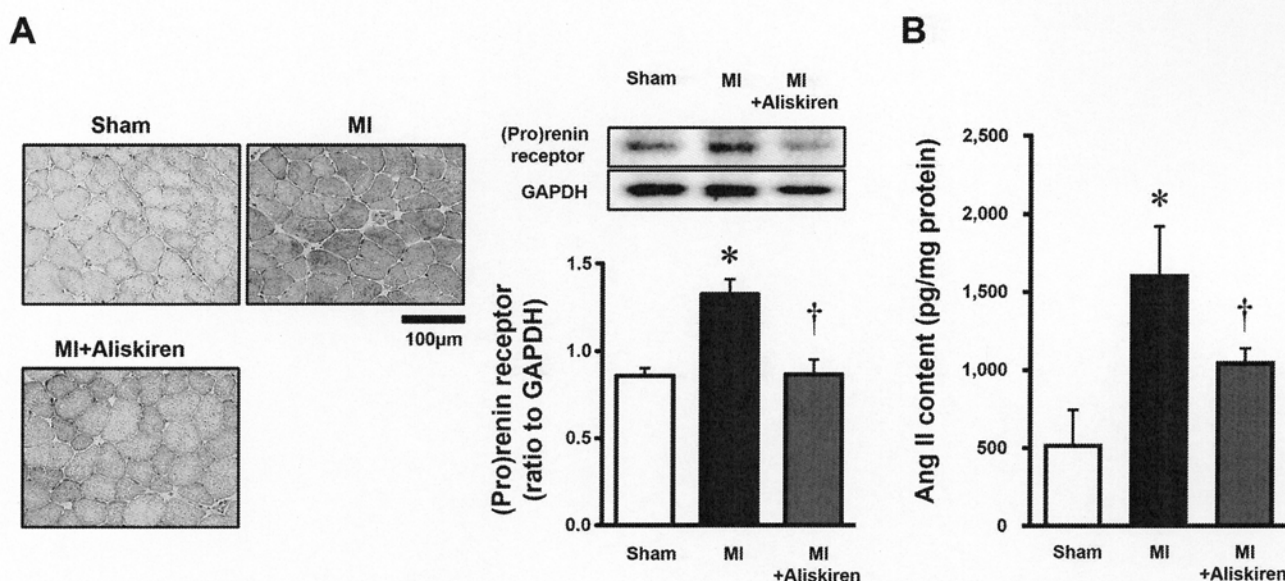 A
Sham
MI
100μm
MI+Aliskiren
Sham
MI
MI
+Aliskiren
(Pro)renin
receptor
GAPDH
(Pro)renin receptor
(ratio to GAPDH)
1.5
1.0
0.5
0.0
*
†
Sham
MI
MI
+Aliskiren
B
Ang II content (pg/mg protein)
2,500
2,000
1,500
1,000
500
0
*
†
Sham
MI
MI
+Aliskiren